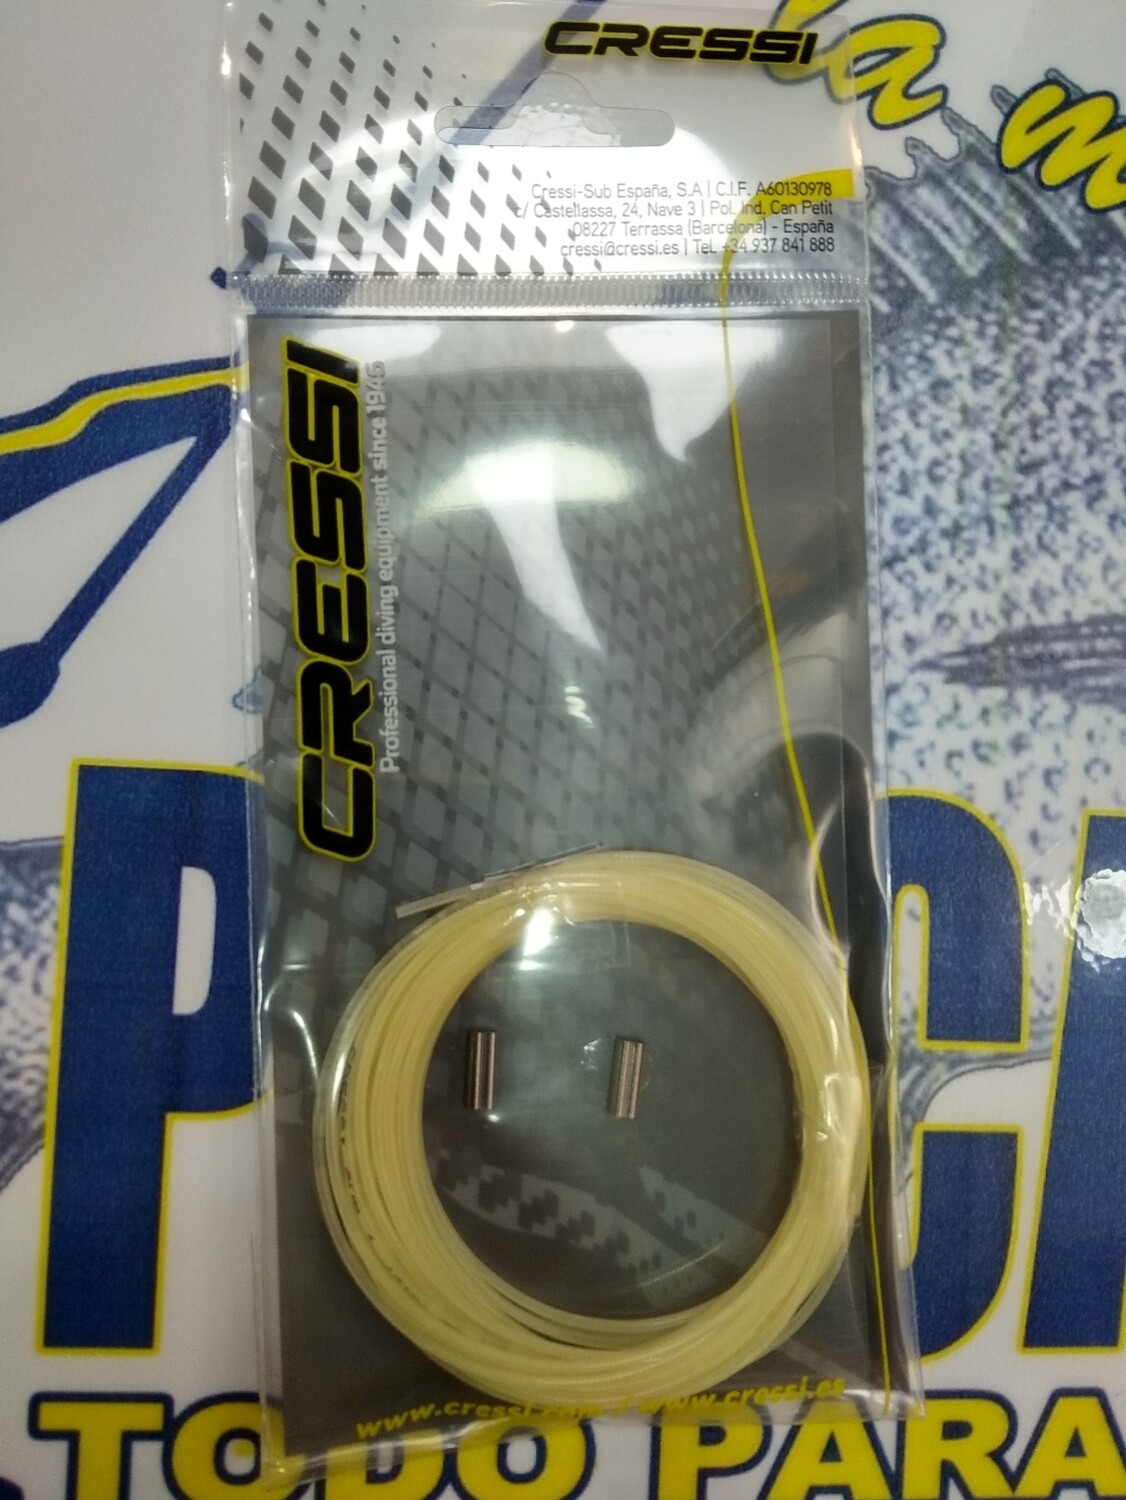 CRESSI
la m
Cressi-Sub España, S.A | C.I.F. A60130978
c/ Castellassa, 24, Nave 3 | Pol. Ind. Can Petit
08227 Terrassa (Barcelona) - España
cressi@cressi.es | Tel. +34 937 841 888
CRESSI
Professional diving equipment since 1946
www.cressi.com / www.cressi.es
TODO PARA